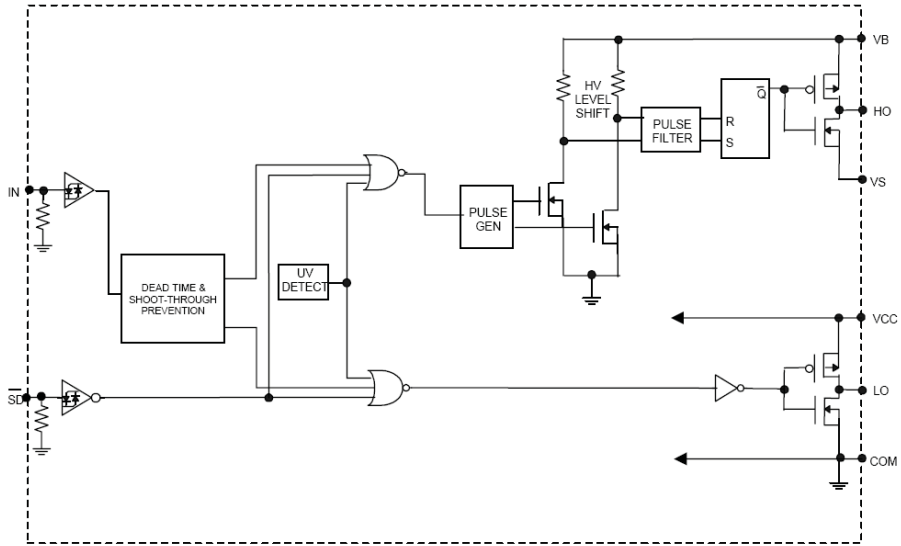 VB
HV
LEVEL
SHIFT
Q
PULSE
FILTER
R
S
HO
VS
IN
PULSE
GEN
UV
DETECT
DEAD TIME &
SHOOT-THROUGH
PREVENTION
VCC
SD
LO
COM